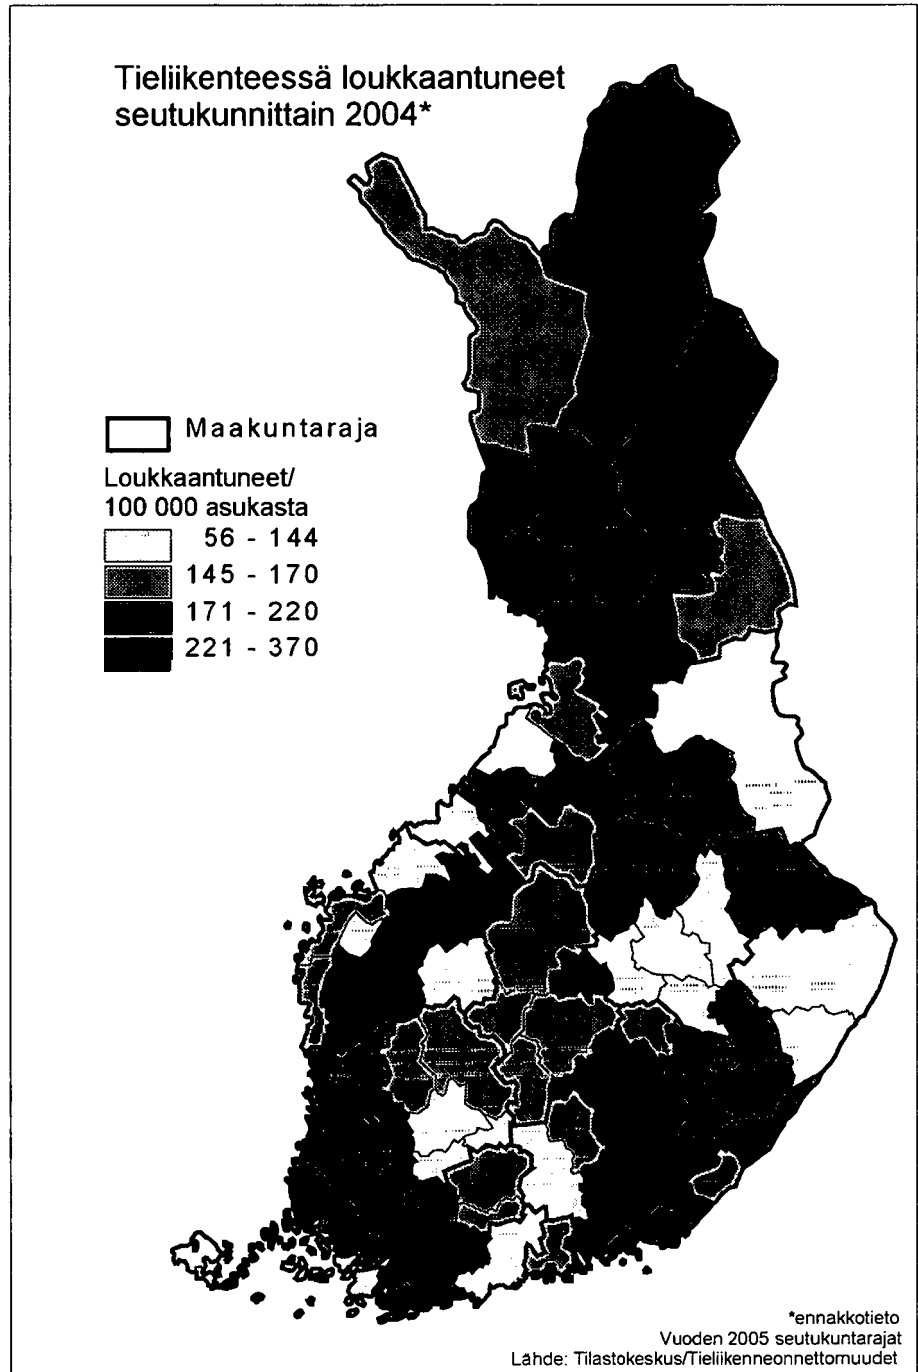 Tieliikenteessä loukkaantuneet
seutukunnittain 2004*
Maakuntaraja
Loukkaantuneet/
100 000 asukasta
56 - 144
145 - 170
171 - 220
221 - 370
*ennakkotieto
Vuoden 2005 seutukuntarajat
Lähde: Tilastokeskus/Tieliikenneonnettomuudet